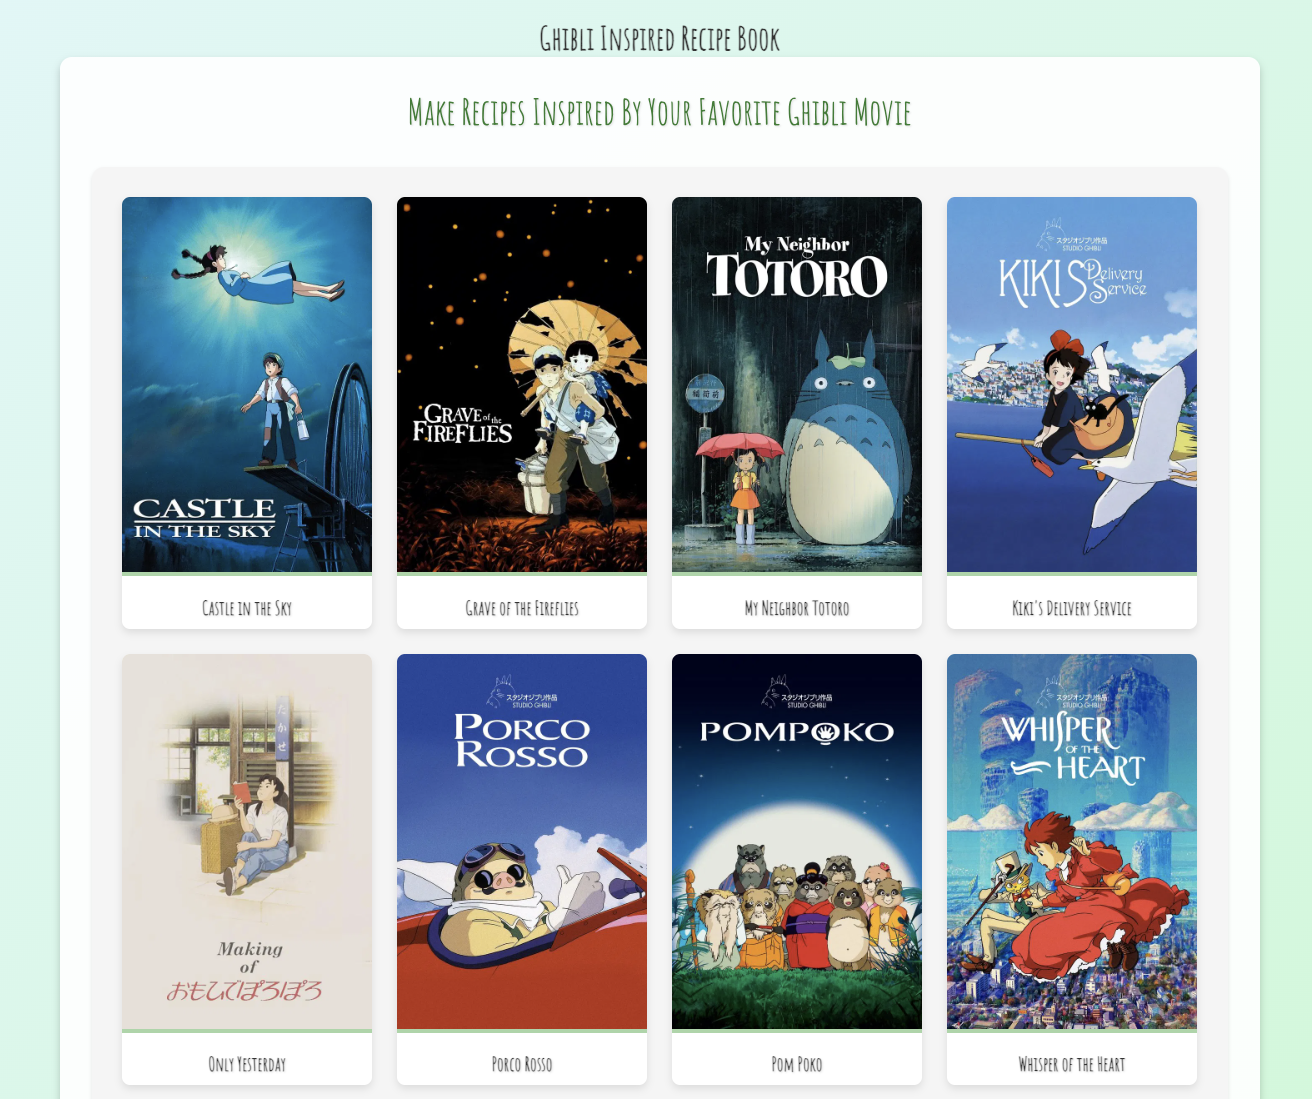 Ghibli Inspired Recipe Book
Make Recipes Inspired By Your Favorite Ghibli Movie
CASTLE
IN THE SKY
Castle in the Sky
GRAVE of the
FIREFLIES
Grave of the Fireflies
My Neighbor
TOTORO
稲荷前
My Neighbor Totoro
スタジオジブリ作品
STUDIO GHIBLI
KIKI'S Delivery
Service
Kiki's Delivery Service
たかせ
Making
of
おもひでぽろぽろ
Only Yesterday
スタジオジブリ作品
STUDIO GHIBLI
PORCO
ROSSO
Porco Rosso
スタジオジブリ作品
STUDIO GHIBLI
POMPOKO
Pom Poko
スタジオジブリ作品
STUDIO GHIBLI
WHISPER
OF THE
HEART
Whisper of the Heart